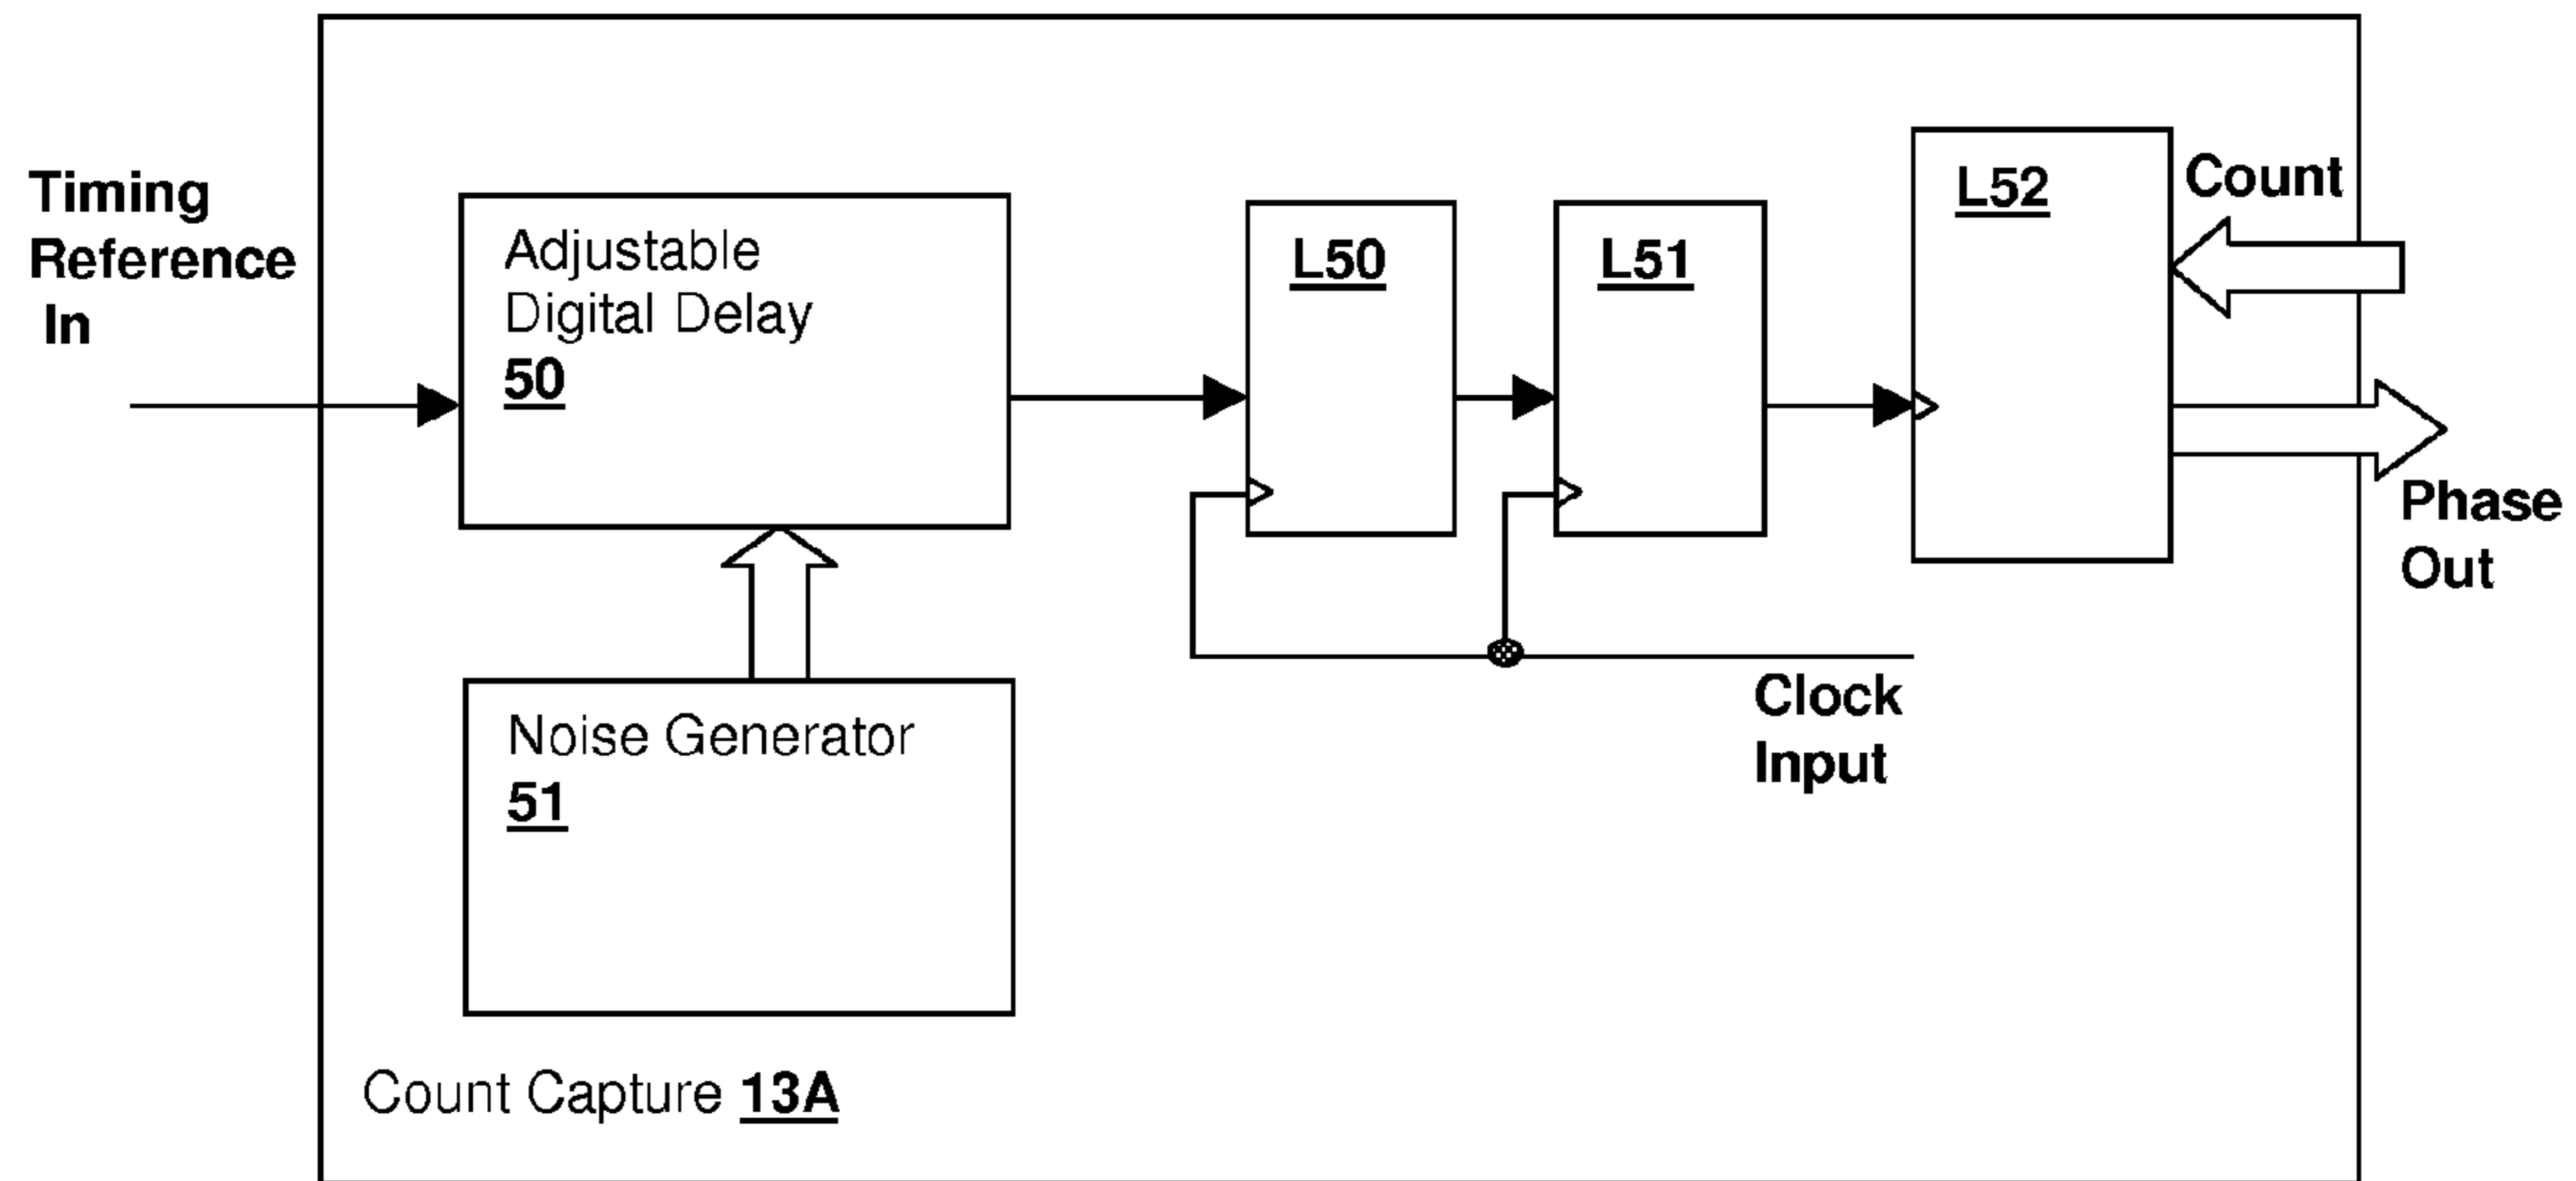 Timing
Reference
In
Adjustable
Digital Delay
50
L50
L51
L52
Count
Phase
Out
Clock
Input
Noise Generator
51
Count Capture 13A